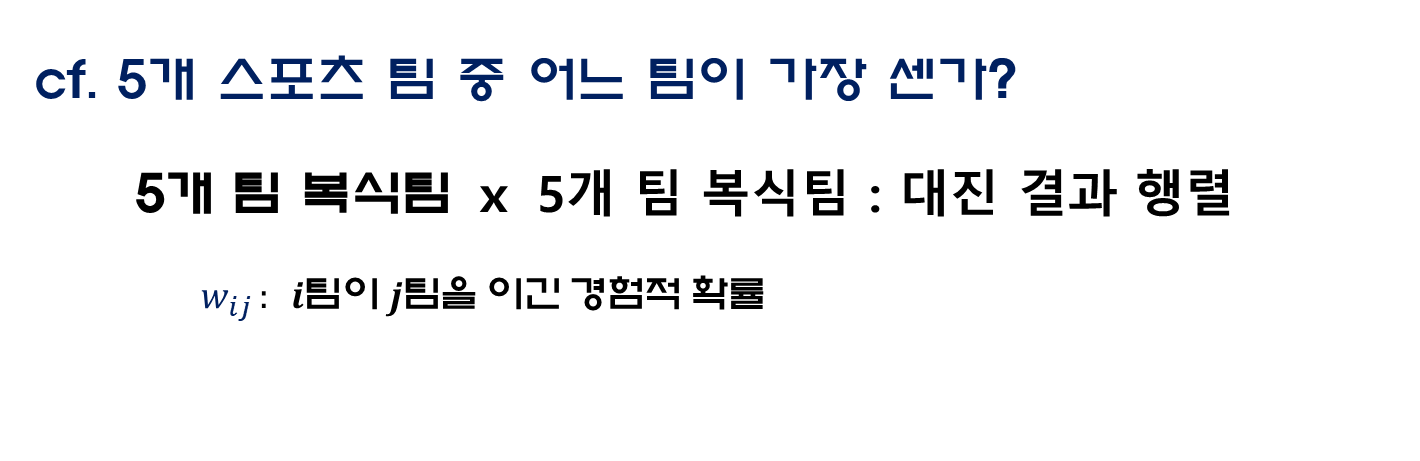 cf. 5개 스포츠 팀 중 어느 팀이 가장 센가?
5개 팀 복식팀 x 5개 팀 복식팀 : 대진 결과 행렬
w_{ij} : i팀이 j팀을 이긴 경험적 확률